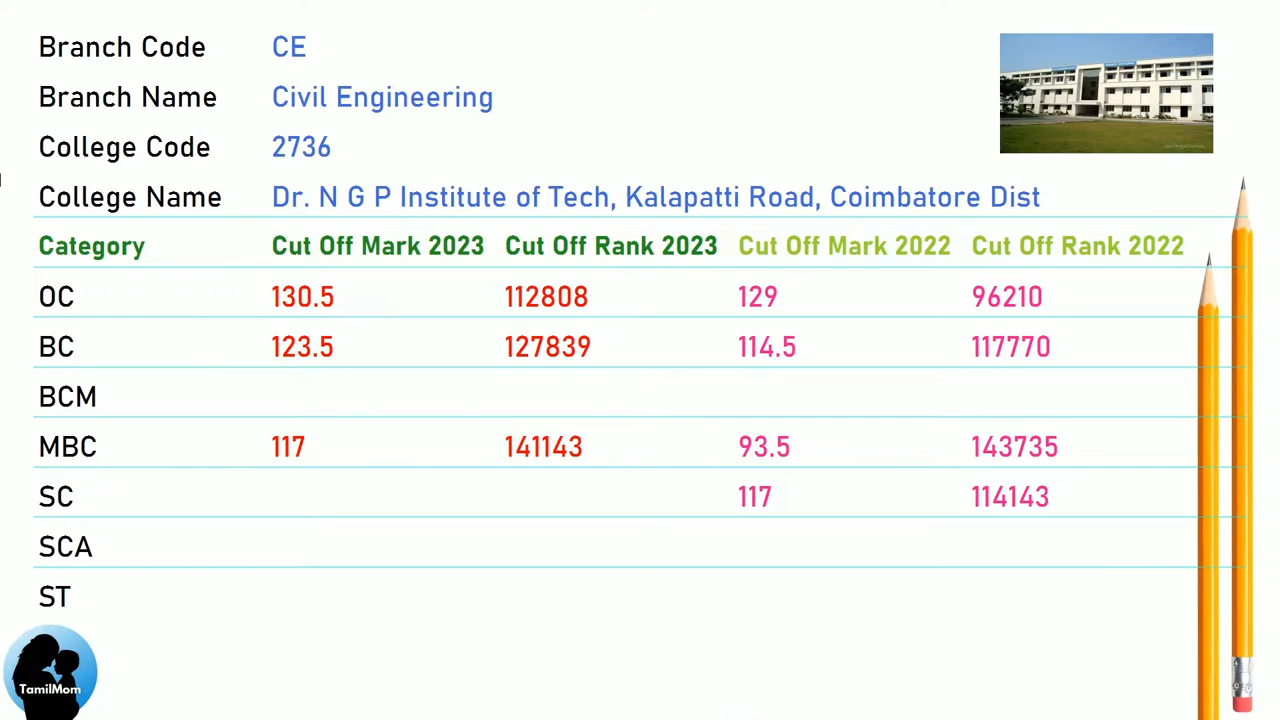 Branch Code CE
Branch Name Civil Engineering
College Code 2736
College Name Dr. N G P Institute of Tech, Kalapatti Road, Coimbatore Dist
Category Cut Off Mark 2023 Cut Off Rank 2023 Cut Off Mark 2022 Cut Off Rank 2022
OC 130.5 112808 129 96210
BC 123.5 127839 114.5 117770
BCM
MBC 117 141143 93.5 143735
SC 117 114143
SCA
ST
TamilMom